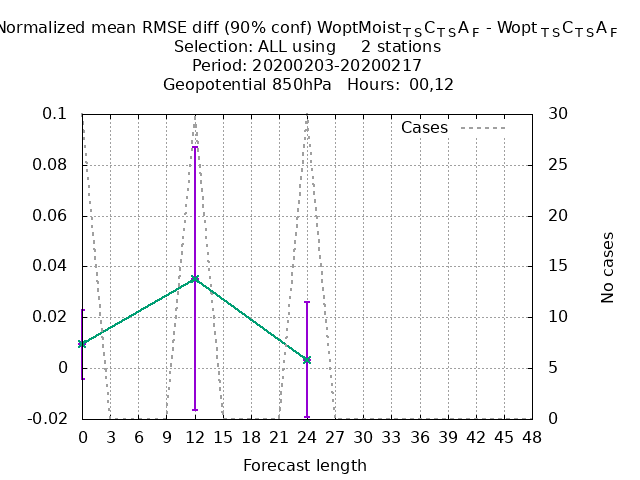 Normalized mean RMSE diff (90% conf) WoptMoist_TSC_TSA_F - Wopt_TSC_TSA_F
Selection: ALL using 2 stations
Period: 20200203-20200217
Geopotential 850hPa Hours: 00,12
Cases
0.1
0.08
0.06
0.04
0.02
0
-0.02
30
25
20
15
10
5
0
No cases
0 3 6 9 12 15 18 21 24 27 30 33 36 39 42 45 48
Forecast length